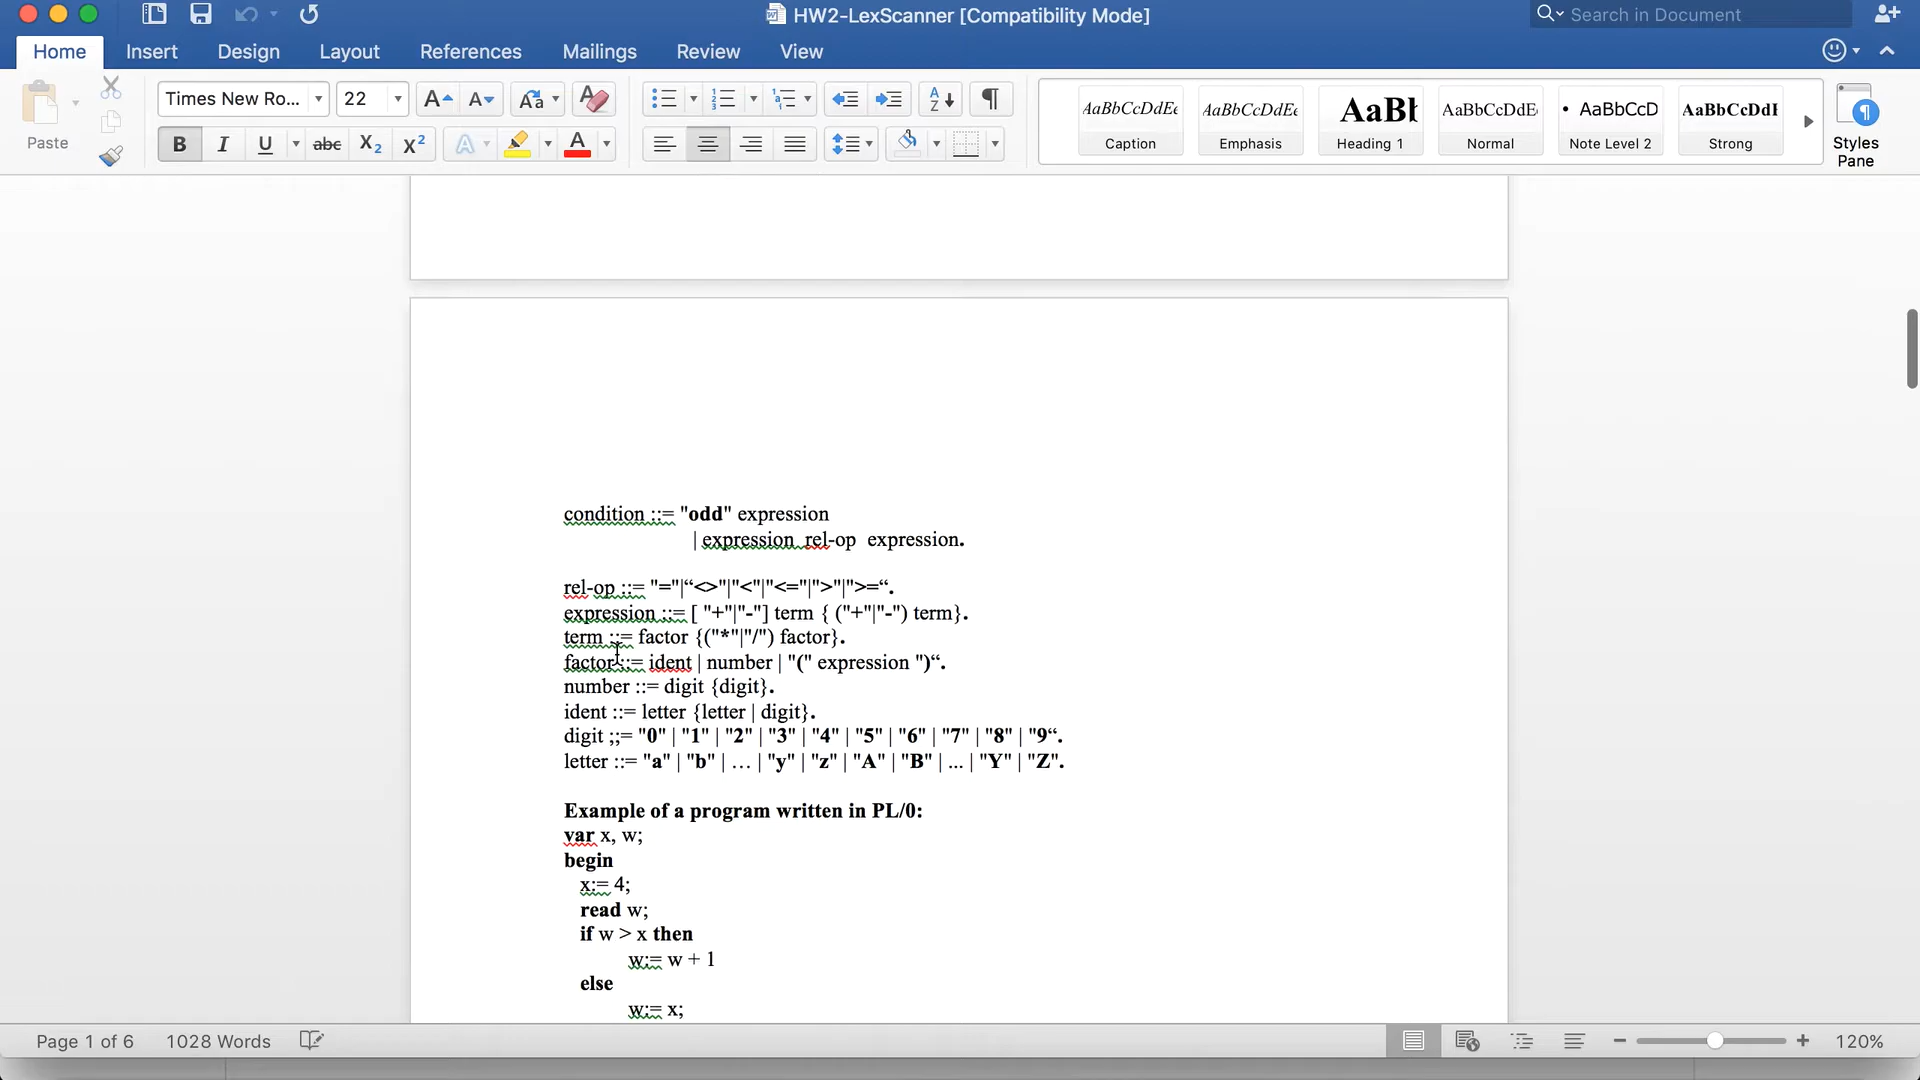 HW2-LexScanner [Compatibility Mode]
Search in Document
Home Insert Design Layout References Mailings Review View
Paste
Times New Ro... 22 A A Aa A
AaBbCcDdEe AaBbCcDdEe AaBb AaBbCcDdE AaBbCcD AaBbCcDdI
Caption Emphasis Heading 1 Normal Note Level 2 Strong
Styles
Pane
B I U abc X2 X2 A A
condition ::= "odd" expression
| expression rel-op expression.
rel-op ::= "="|“<>"|"<"|"<="|">"|">=“.
expression ::= [ "+"|"-"] term { ("+"|"-") term}.
term ::= factor {("*"|"/") factor}.
factor ::= ident | number | "(" expression ")“.
number ::= digit {digit}.
ident ::= letter {letter | digit}.
digit ;;= "0" | "1" | "2" | "3" | "4" | "5" | "6" | "7" | "8" | "9“.
letter ::= "a" | "b" | … | "y" | "z" | "A" | "B" | ... | "Y" | "Z".
Example of a program written in PL/0:
var x, w;
begin
x:= 4;
read w;
if w > x then
w:= w + 1
else
w:= x;
Page 1 of 6 1028 Words 120%